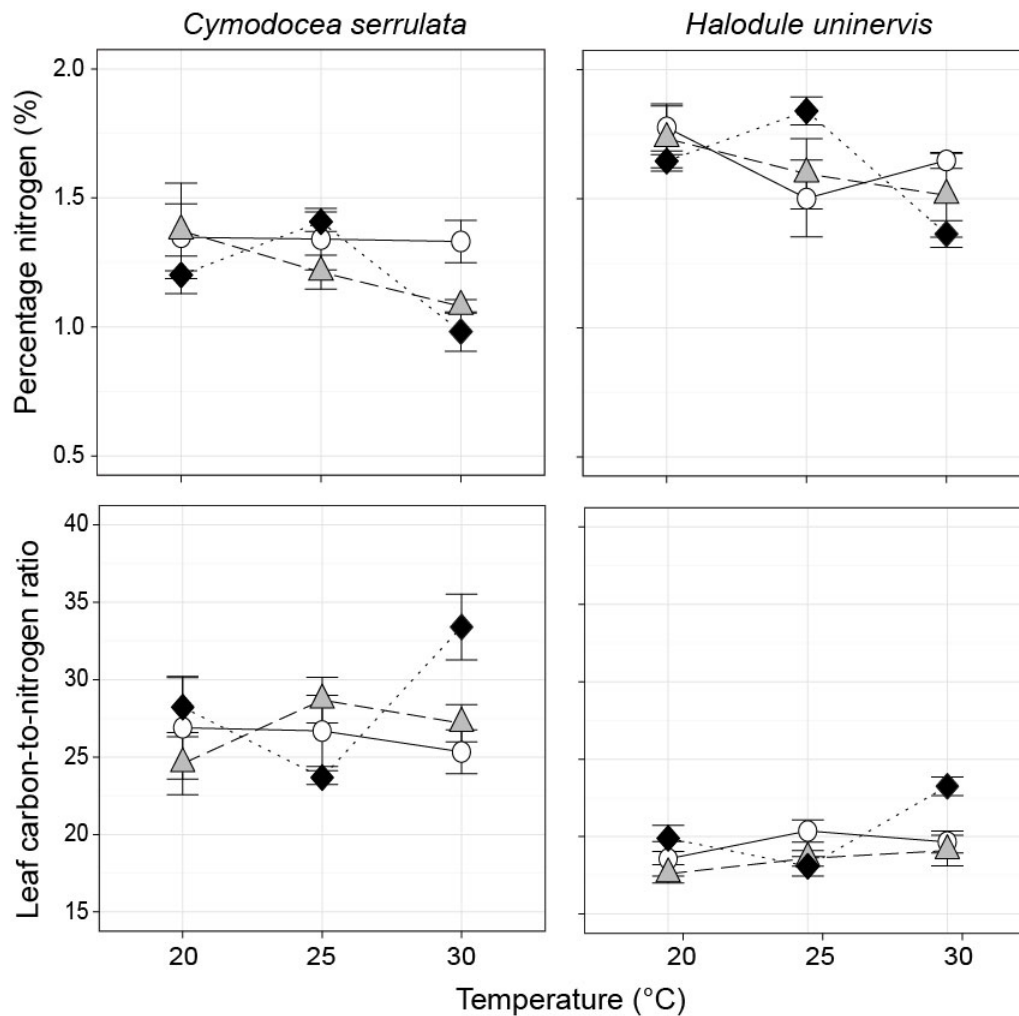 Cymodocea serrulata
Halodule uninervis
Percentage nitrogen (%)
2.0
1.5
1.0
0.5
Leaf carbon-to-nitrogen ratio
40
35
30
25
20
15
20 25 30
20 25 30
Temperature (°C)